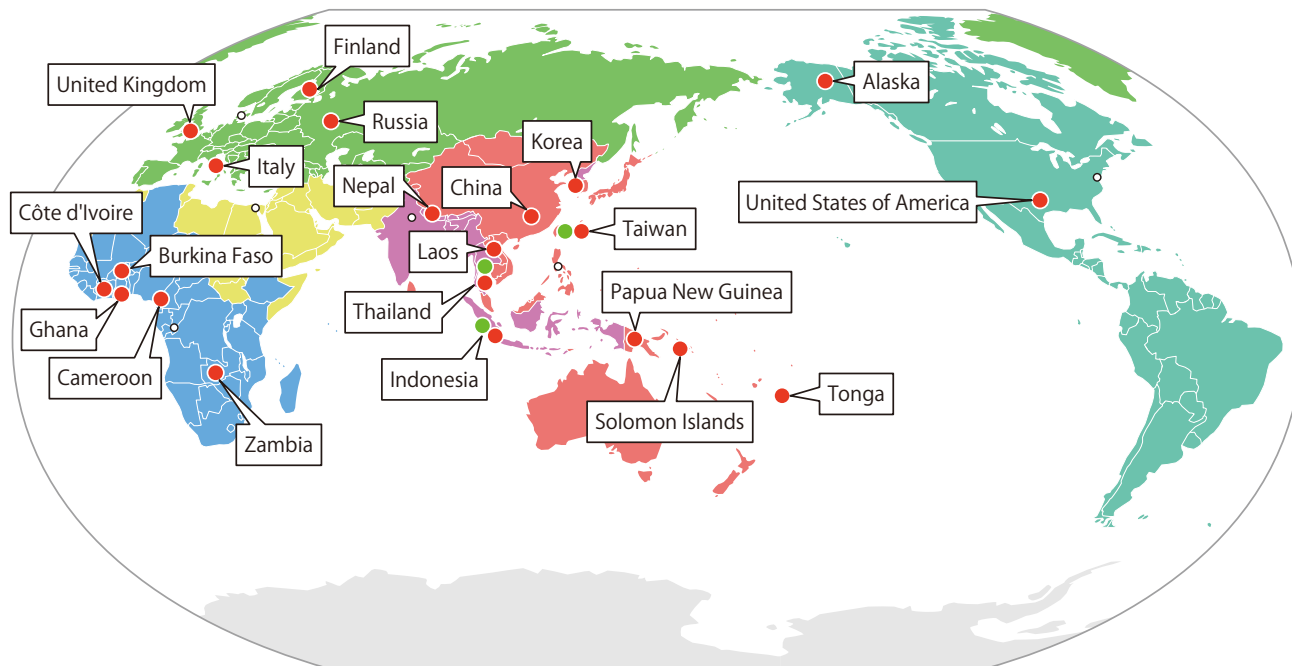 Finland
United Kingdom
Alaska
Russia
Korea
Italy
Nepal
China
United States of America
Côte d'Ivoire
Taiwan
Burkina Faso
Laos
Papua New Guinea
Thailand
Ghana
Cameroon
Indonesia
Tonga
Solomon Islands
Zambia